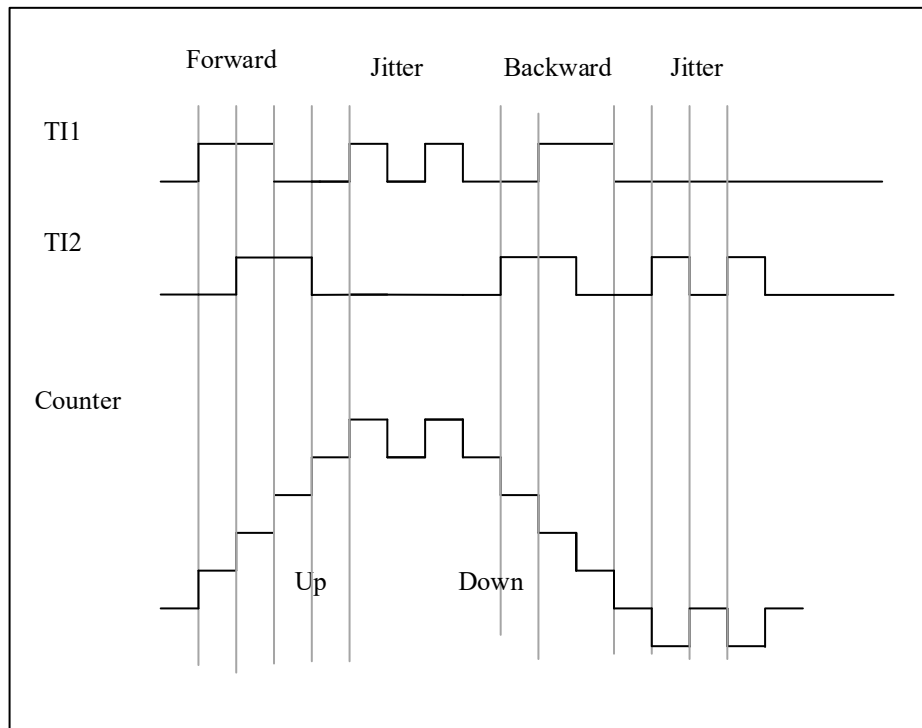 Forward
Jitter
Backward
Jitter
TI1
TI2
Counter
Up
Down